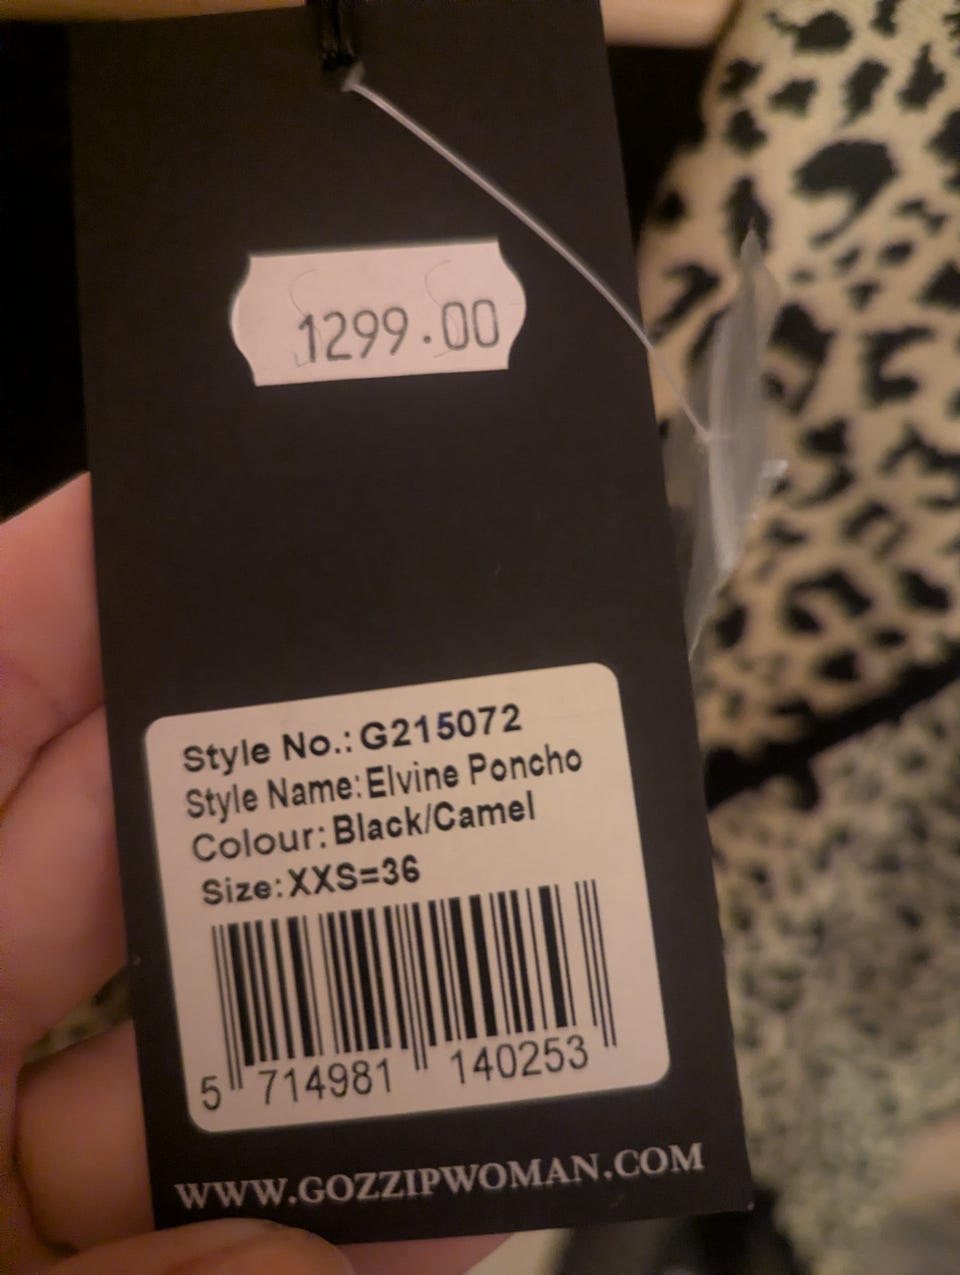 1299.00
Style No.: G215072
Style Name: Elvine Poncho
Colour: Black/Camel
Size: XXS=36
5 714981 140253
WWW.GOZZIPWOMAN.COM